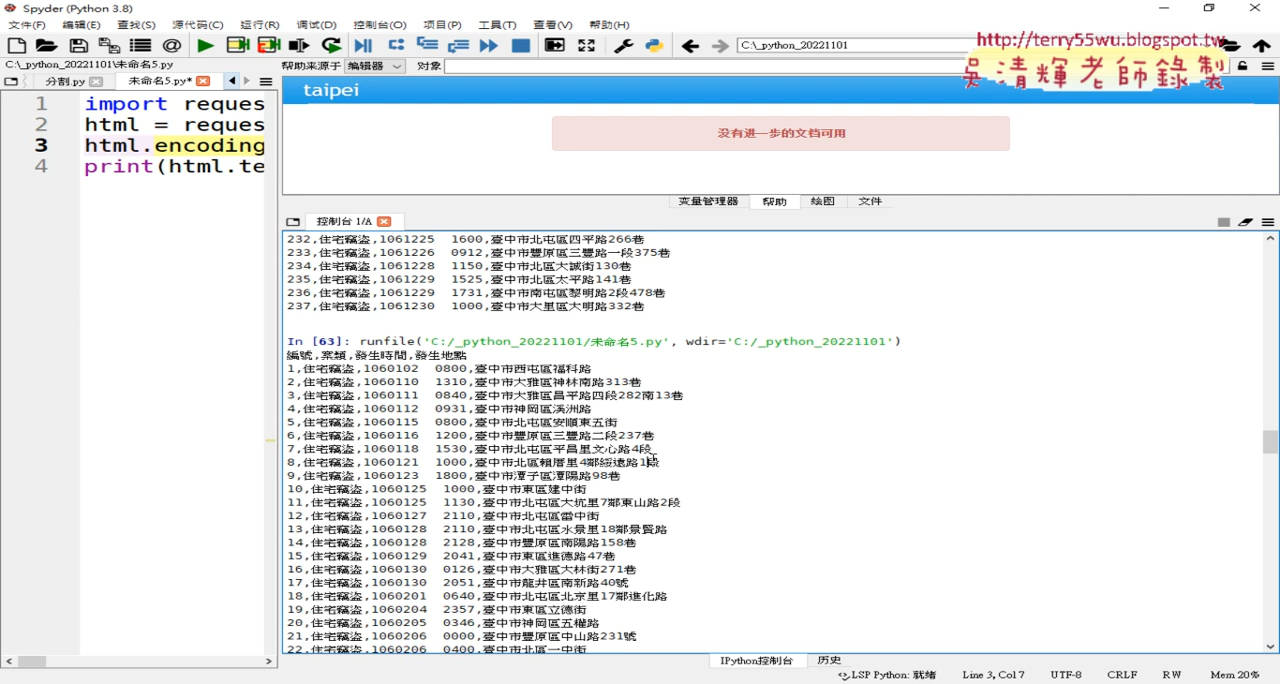 Spyder (Python 3.8)
文件(F) 编辑(E) 查找(S) 源代码(C) 运行(R) 调试(D) 控制台(O) 项目(P) 工具(T) 查看(V) 帮助(H)
C:\_python_20221101
http://terry55wu.blogspot.tw
吳清輝老師錄製
C:\_python_20221101\未命名5.py
帮助来源于 编辑器 对象
分割.py 未命名5.py*
1 import reques
2 html = reques
3 html.encoding
4 print(html.te
taipei
没有进一步的文档可用
变量管理器 帮助 绘图 文件
控制台 1/A
232,住宅竊盜,1061225 1600,臺中市北屯區四平路266巷
233,住宅竊盜,1061226 0912,臺中市豐原區三豐路一段375巷
234,住宅竊盜,1061228 1150,臺中市北區大誠街130巷
235,住宅竊盜,1061229 1525,臺中市北區太平路141巷
236,住宅竊盜,1061229 1731,臺中市南屯區黎明路2段478巷
237,住宅竊盜,1061230 1000,臺中市大里區大明路332巷
In [63]: runfile('C:/_python_20221101/未命名5.py', wdir='C:/_python_20221101')
編號,案類,發生時間,發生地點
1,住宅竊盜,1060102 0800,臺中市西屯區福科路
2,住宅竊盜,1060110 1310,臺中市大雅區神林南路313巷
3,住宅竊盜,1060111 0840,臺中市大雅區昌平路四段282南13巷
4,住宅竊盜,1060112 0931,臺中市神岡區溪洲路
5,住宅竊盜,1060115 0800,臺中市北屯區安順東五街
6,住宅竊盜,1060116 1200,臺中市豐原區三豐路二段237巷
7,住宅竊盜,1060118 1530,臺中市北屯區平昌里文心路4段
8,住宅竊盜,1060121 1000,臺中市北區賴厝里4鄰綏遠路1段
9,住宅竊盜,1060123 1800,臺中市潭子區潭陽路98巷
10,住宅竊盜,1060125 1000,臺中市東區建中街
11,住宅竊盜,1060125 1130,臺中市北屯區大坑里7鄰東山路2段
12,住宅竊盜,1060127 2110,臺中市北屯區雷中街
13,住宅竊盜,1060128 2110,臺中市北屯區水景里18鄰景賢路
14,住宅竊盜,1060128 2128,臺中市豐原區南陽路158巷
15,住宅竊盜,1060129 2041,臺中市東區進德路47巷
16,住宅竊盜,1060130 0126,臺中市大雅區大林街271巷
17,住宅竊盜,1060130 2051,臺中市龍井區南新路40號
18,住宅竊盜,1060201 0640,臺中市北屯區北京里17鄰進化路
19,住宅竊盜,1060204 2357,臺中市東區立德街
20,住宅竊盜,1060205 0346,臺中市神岡區五權路
21,住宅竊盜,1060206 0000,臺中市豐原區中山路231號
22,住宅竊盜,1060206 0400,臺中市北區一中街
IPython控制台 历史
LSP Python: 就绪 Line 3, Col 7 UTF-8 CRLF RW Mem 20%